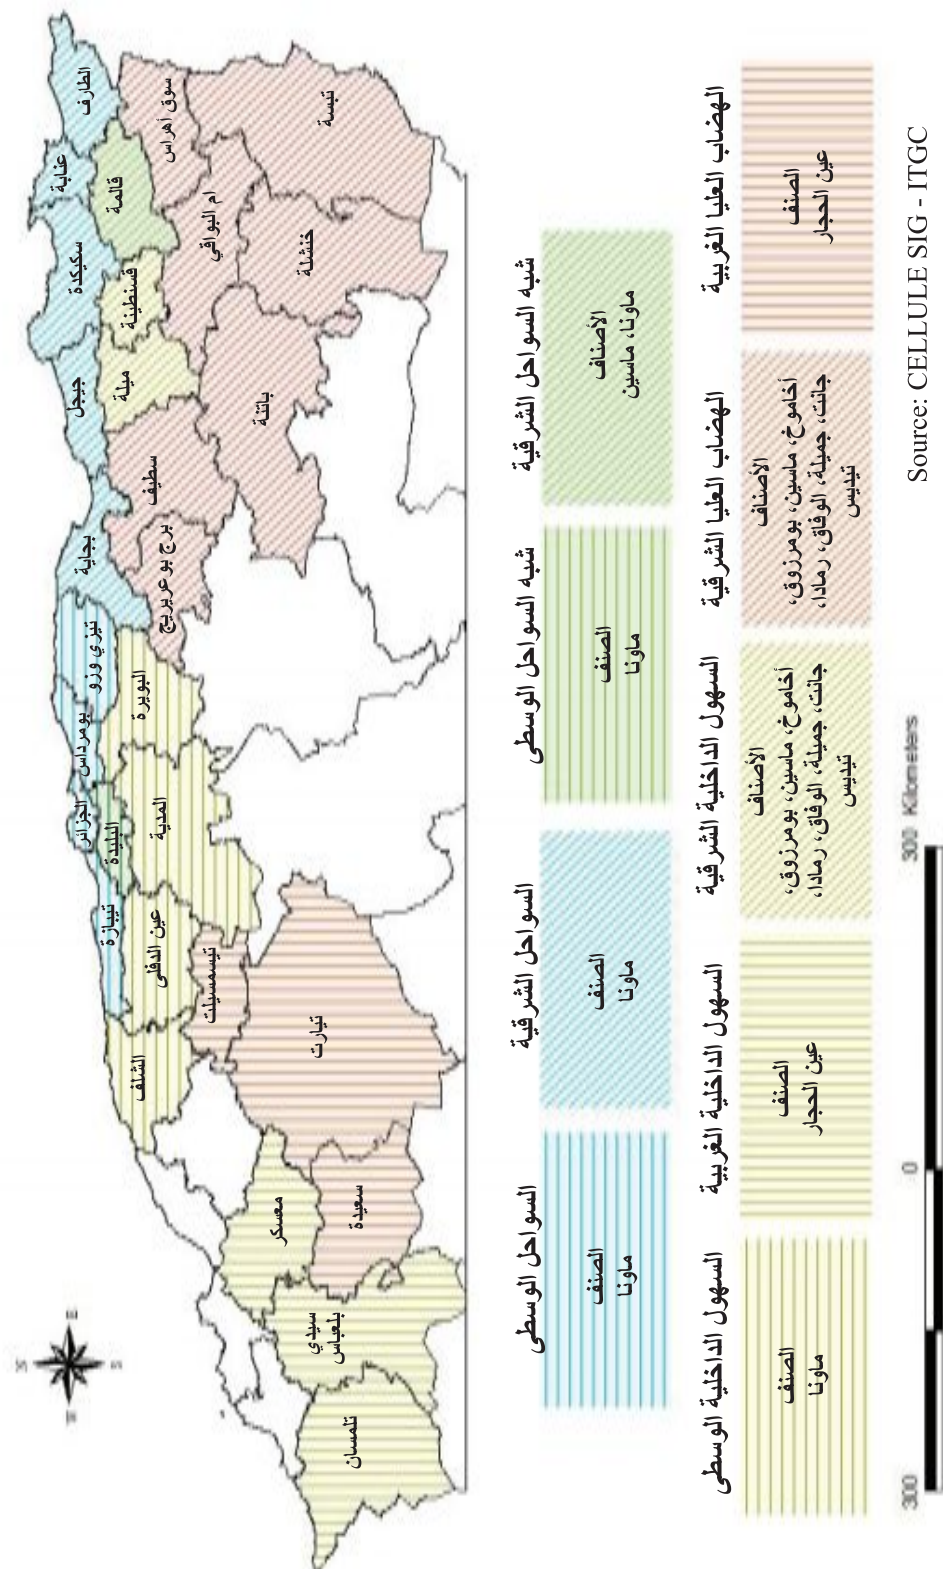 N
E
S
W
الطارف
عنابة
سكيكدة
جيجل
بجاية
تيزي وزو
بومرداس
الجزائر
تيبازة
البليدة
قالمة
سوق أهراس
تبسة
قسنطينة
ام البواقي
خنشلة
ميلة
باتنة
سطيف
برج بوعريريج
البويرة
المدية
عين الدفلى
الشلف
تيسمسيلت
تيارت
معسكر
سعيدة
سيدي
بلعباس
تلمسان
شبه السواحل الشرقية
الأصناف
ماونا، ماسين
شبه السواحل الوسطى
الصنف
ماونا
السواحل الشرقية
الصنف
ماونا
السواحل الوسطى
الصنف
ماونا
الهضاب العليا الغربية
الصنف
عين الحجار
الهضاب العليا الشرقية
الأصناف
أخاموخ، ماسين، بومرزوق،
جانت، جميلة، الوفاق، رمادا،
تيديس
السهول الداخلية الشرقية
الأصناف
أخاموخ، ماسين، بومرزوق،
جانت، جميلة، الوفاق، رمادا،
تيديس
السهول الداخلية الغربية
الصنف
عين الحجار
السهول الداخلية الوسطى
الصنف
ماونا
300 0 300 Kilometers
Source: CELLULE SIG - ITGC